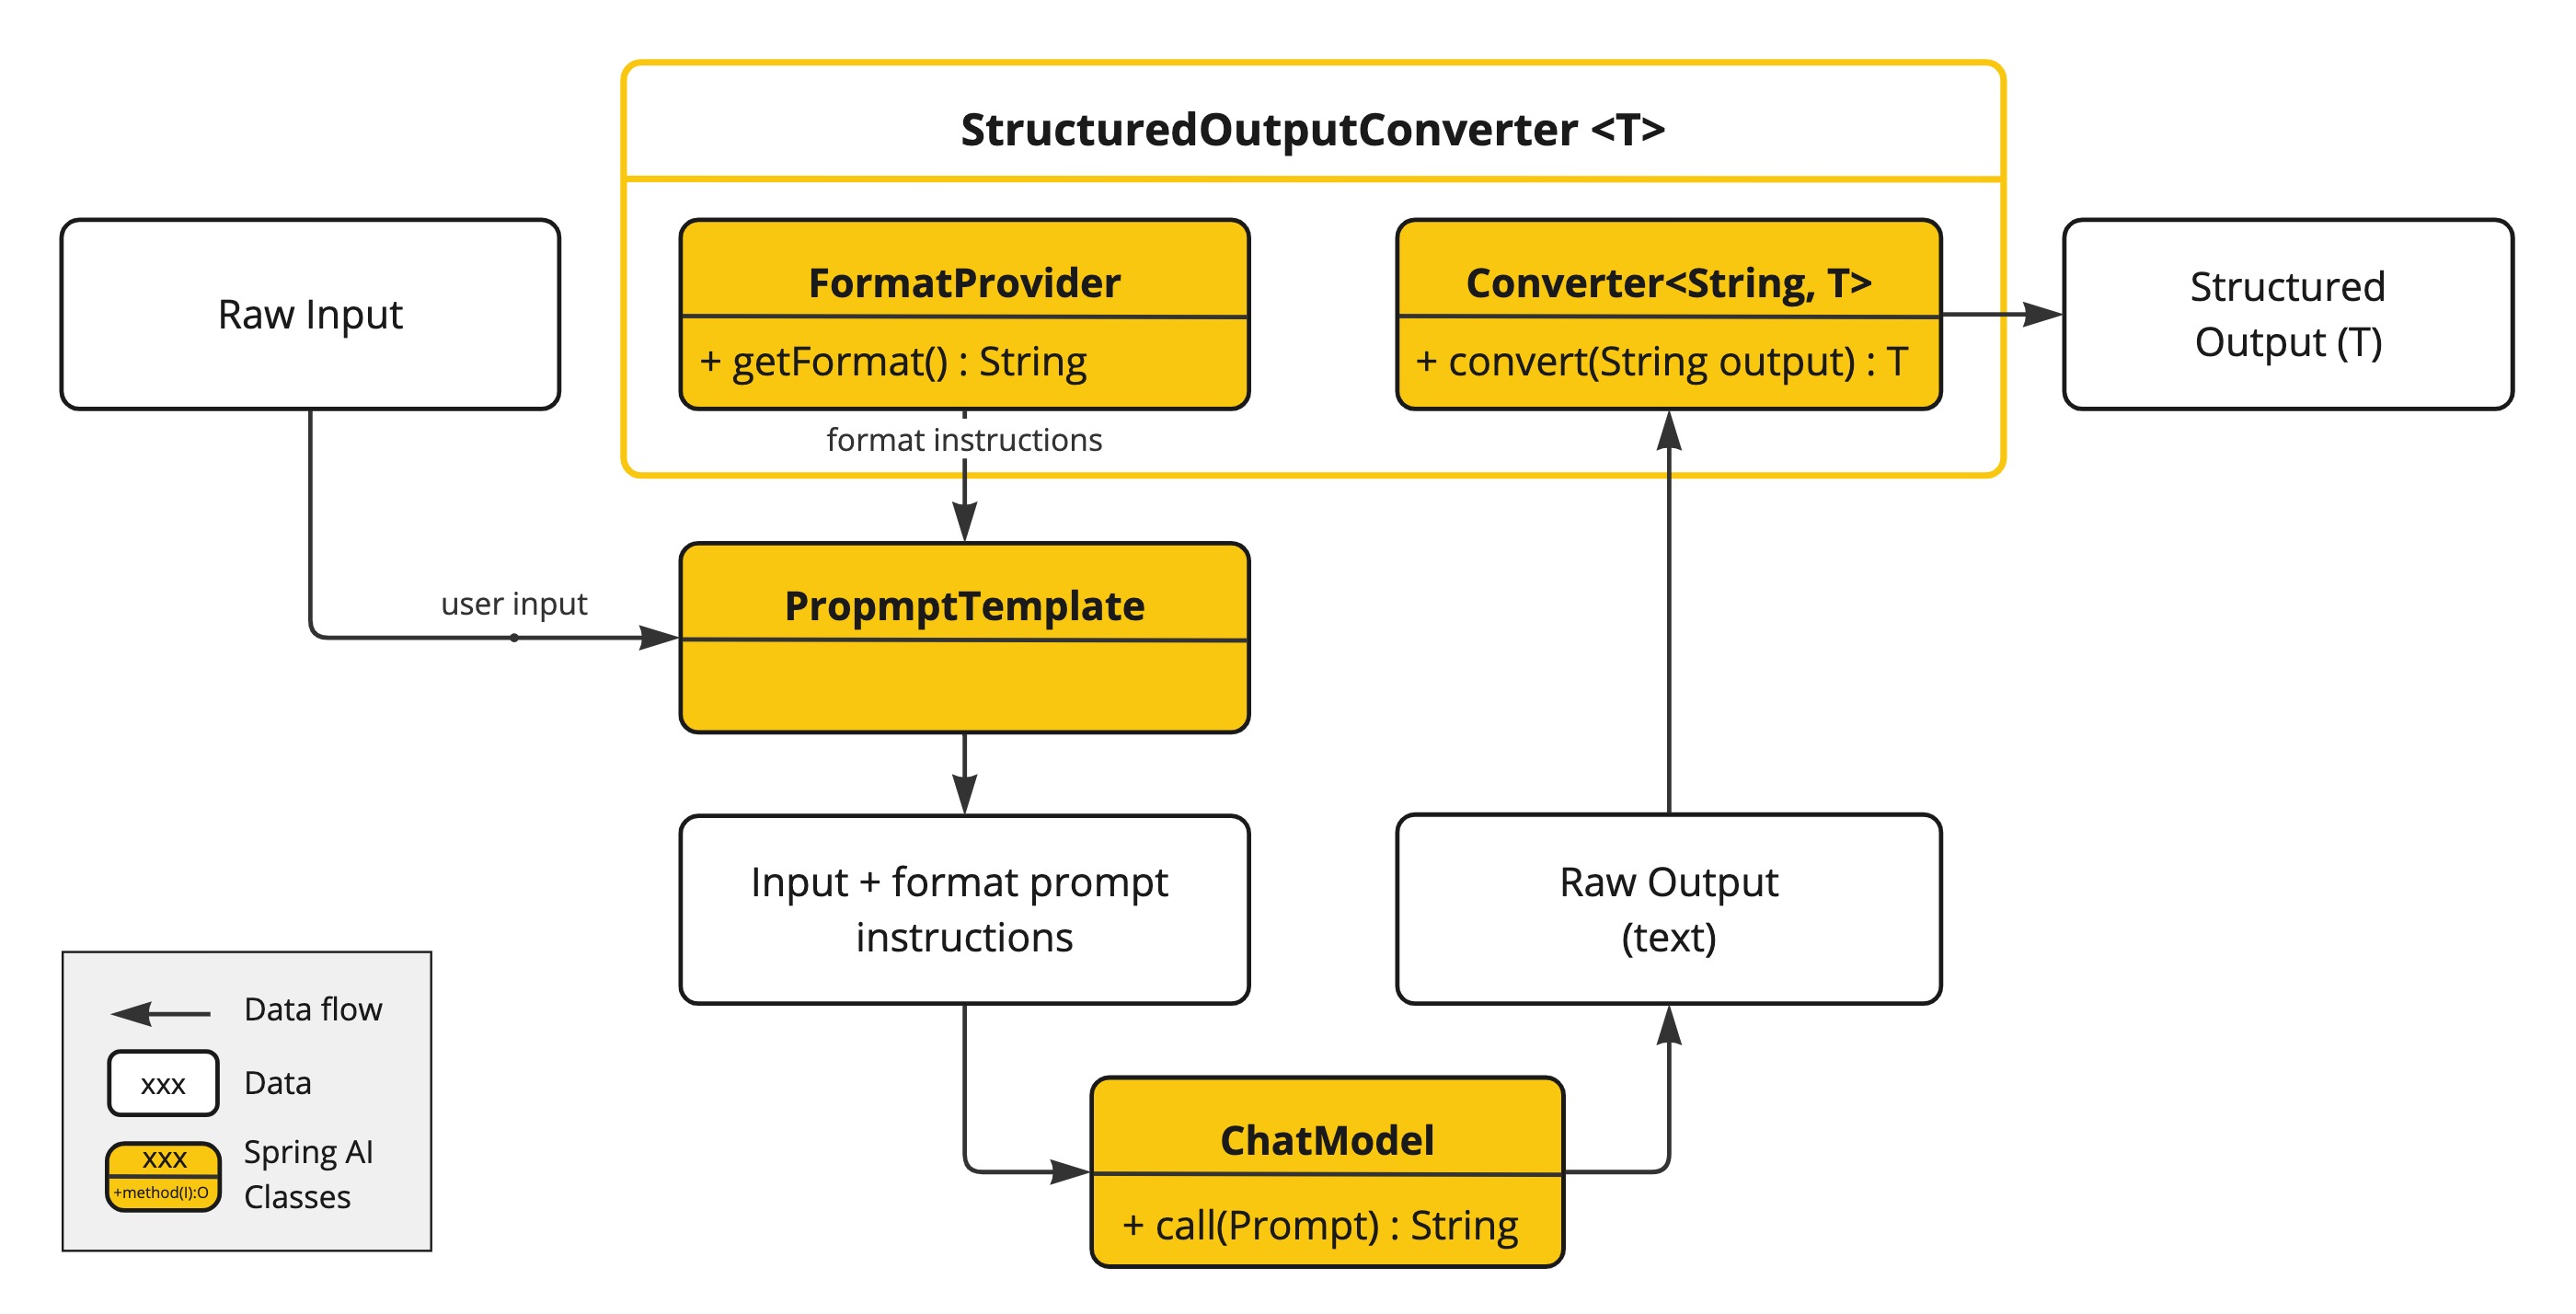 StructuredOutputConverter <T>
Raw Input
FormatProvider
+ getFormat() : String
Converter<String, T>
+ convert(String output) : T
Structured
Output (T)
format instructions
user input
PropmptTemplate
Input + format prompt
instructions
Raw Output
(text)
ChatModel
+ call(Prompt) : String
Data flow
xxx
Data
xxx
+method(I):O
Spring AI
Classes